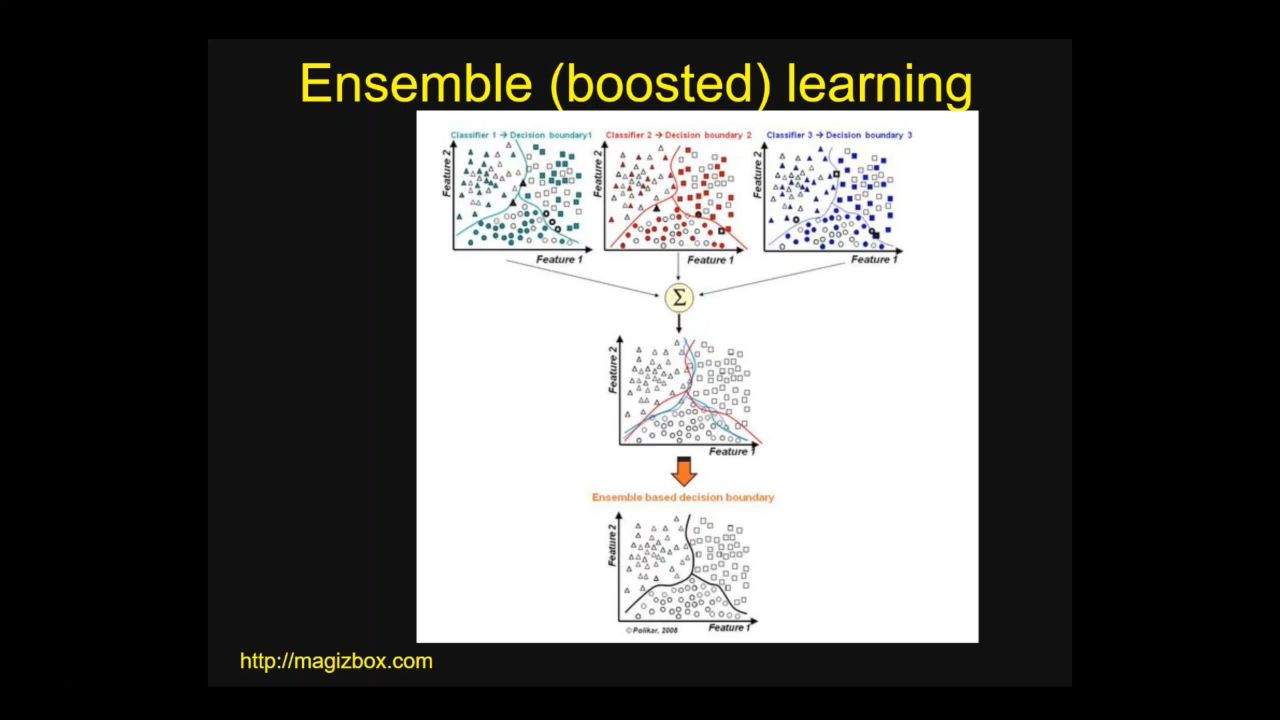 Ensemble (boosted) learning
Classifier 1 → Decision boundary1
Classifier 2 → Decision boundary 2
Classifier 3 → Decision boundary 3
Feature 2
Feature 2
Feature 2
Feature 1
Feature 1
Feature 1
Σ
Feature 2
Feature 1
Ensemble based decision boundary
Feature 2
Feature 1
©Polikar, 2008
http://magizbox.com